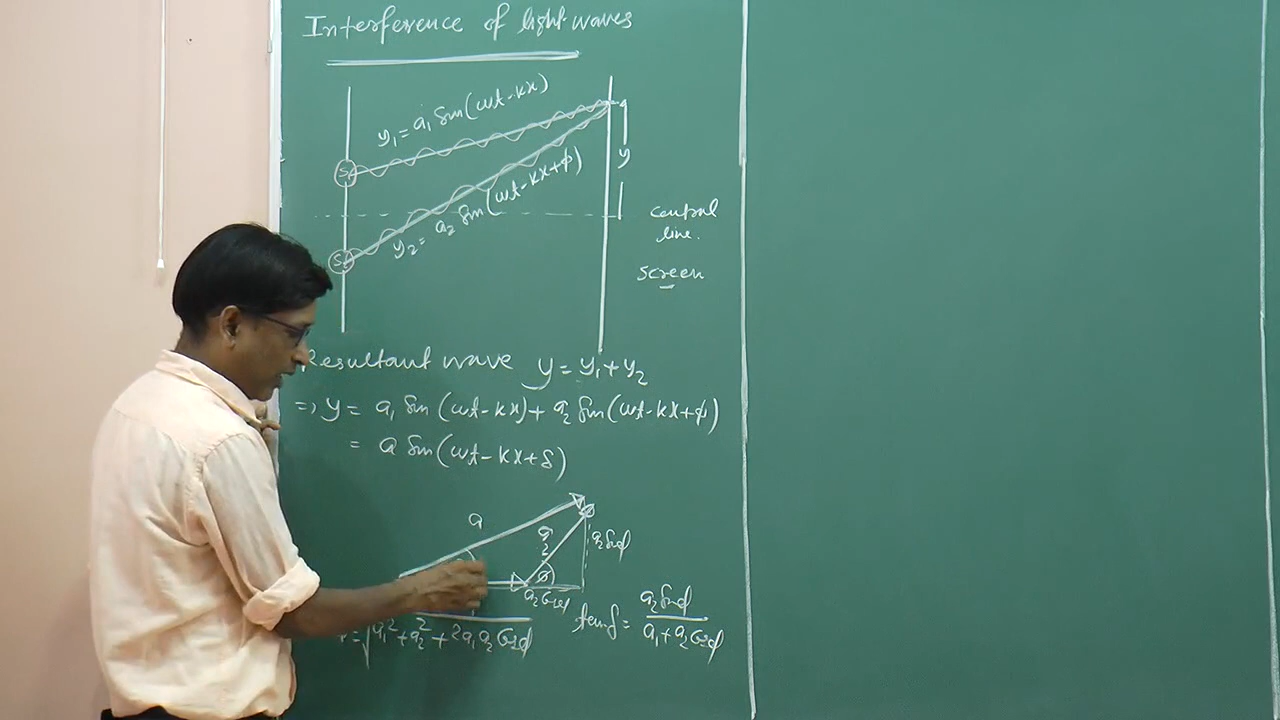 Interference of light waves
y₁ = a₁ Sin(ωt-kx)
S₁
y
y₂ = a₂ Sin(ωt-kx+φ)
central
line.
S₂
screen
Resultant wave y = y₁+y₂
⇒ y = a₁ Sin(ωt-kx) + a₂ Sin(ωt-kx+φ)
= a Sin(ωt-kx+δ)
a
a₂
a₂ Sinφ
φ
a₂ Cosφ
= √a₁²+a₂²+2a₁a₂ Cosφ
tanδ = a₂ Sinφ / a₁+a₂ Cosφ